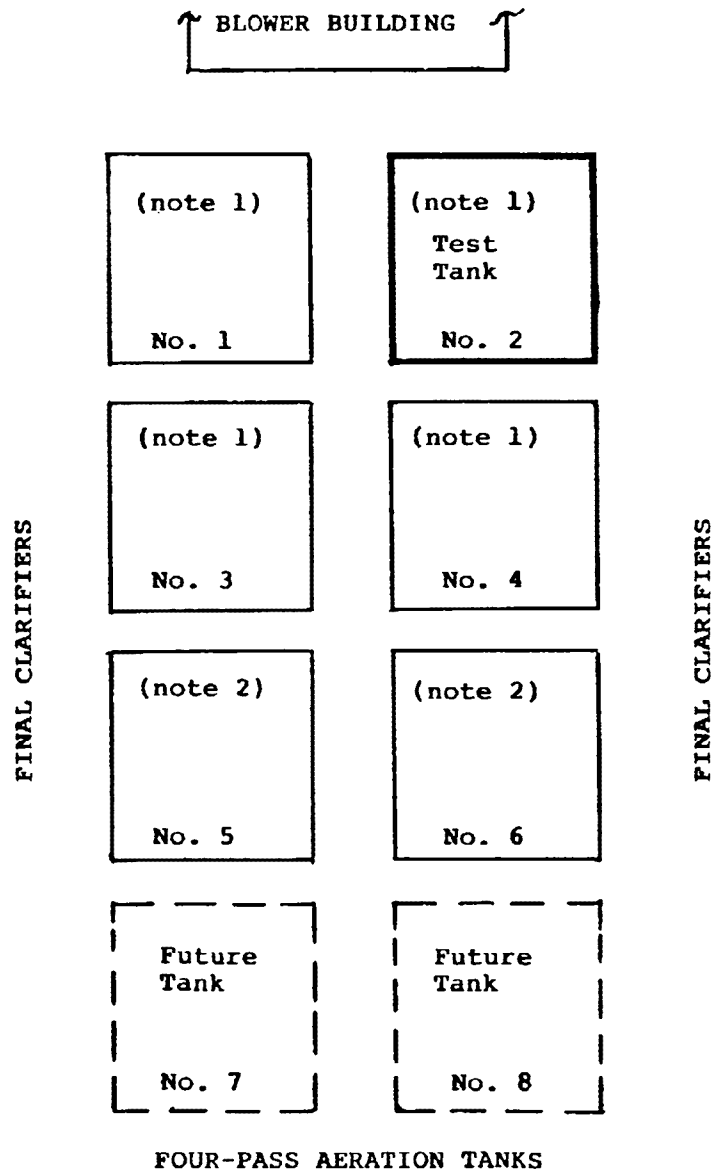 BLOWER BUILDING
(note 1)
Test
Tank
No. 1
No. 2
(note 1)
(note 1)
(note 1)
No. 3
No. 4
(note 2)
(note 2)
No. 5
No. 6
FINAL CLARIFIERS
FINAL CLARIFIERS
Future
Tank
No. 7
Future
Tank
No. 8
FOUR-PASS AERATION TANKS